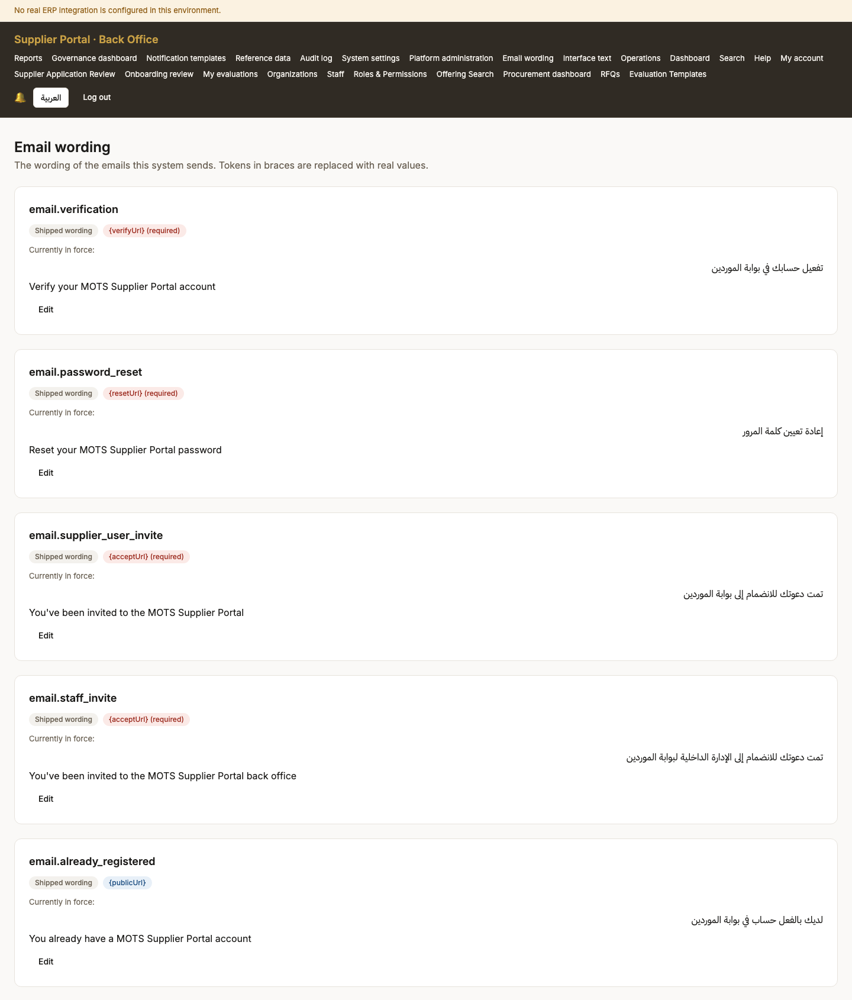 No real ERP integration is configured in this environment.
Supplier Portal · Back Office
Reports Governance dashboard Notification templates Reference data Audit log System settings Platform administration Email wording Interface text Operations Dashboard Search Help My account
Supplier Application Review Onboarding review My evaluations Organizations Staff Roles & Permissions Offering Search Procurement dashboard RFQs Evaluation Templates
العربية Log out
Email wording
The wording of the emails this system sends. Tokens in braces are replaced with real values.
email.verification
Shipped wording {verifyUrl} (required)
Currently in force:
تفعيل حسابك في بوابة الموردين
Verify your MOTS Supplier Portal account
Edit
email.password_reset
Shipped wording {resetUrl} (required)
Currently in force:
إعادة تعيين كلمة المرور
Reset your MOTS Supplier Portal password
Edit
email.supplier_user_invite
Shipped wording {acceptUrl} (required)
Currently in force:
تمت دعوتك للانضمام إلى بوابة الموردين
You've been invited to the MOTS Supplier Portal
Edit
email.staff_invite
Shipped wording {acceptUrl} (required)
Currently in force:
تمت دعوتك للانضمام إلى الإدارة الداخلية لبوابة الموردين
You've been invited to the MOTS Supplier Portal back office
Edit
email.already_registered
Shipped wording {publicUrl}
Currently in force:
لديك بالفعل حساب في بوابة الموردين
You already have a MOTS Supplier Portal account
Edit